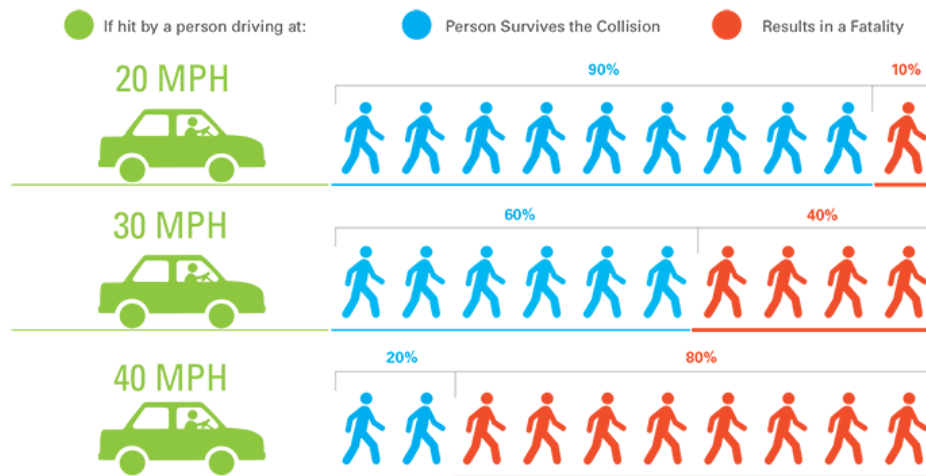 If hit by a person driving at: Person Survives the Collision Results in a Fatality
20 MPH 90% 10%
30 MPH 60% 40%
40 MPH 20% 80%